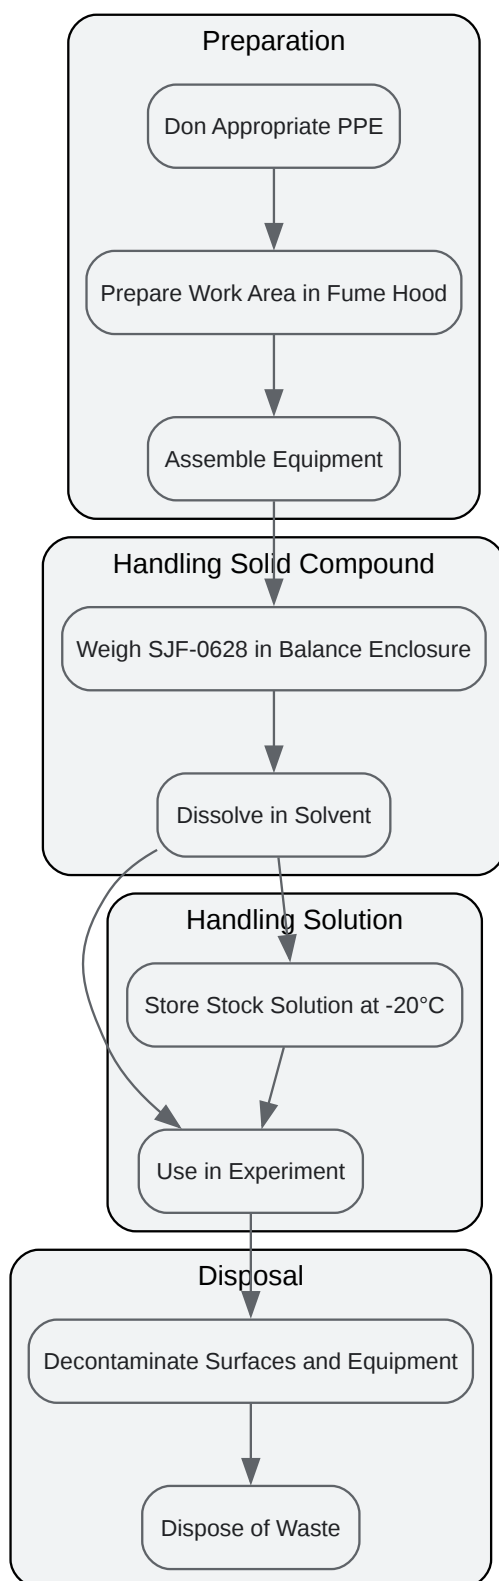 Preparation
Don Appropriate PPE
Prepare Work Area in Fume Hood
Assemble Equipment
Handling Solid Compound
Weigh SJF-0628 in Balance Enclosure
Dissolve in Solvent
Handling Solution
Store Stock Solution at -20°C
Use in Experiment
Disposal
Decontaminate Surfaces and Equipment
Dispose of Waste